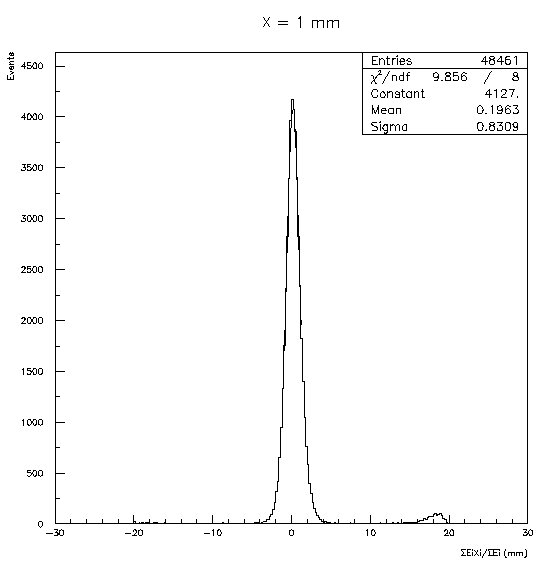 X = 1 mm
Events
Entries 48461
χ²/ndf 9.856 / 8
Constant 4127.
Mean 0.1963
Sigma 0.8309
4500
4000
3500
3000
2500
2000
1500
1000
500
0
-30 -20 -10 0 10 20 30
ΣEiXi/ΣEi (mm)